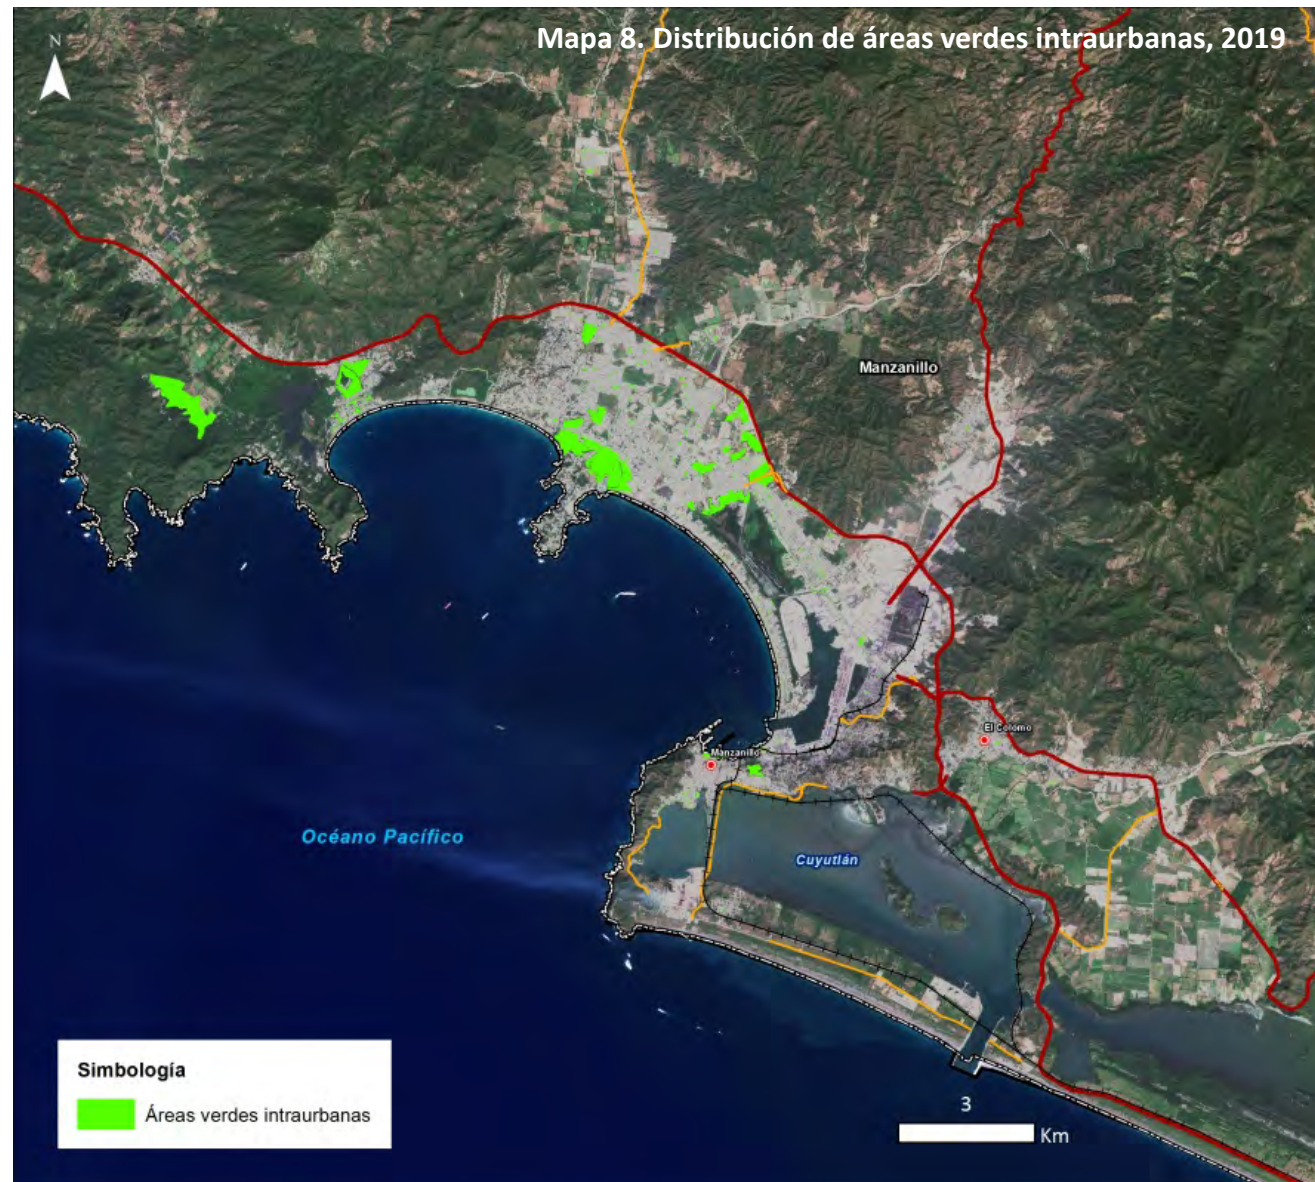 Mapa 8. Distribución de áreas verdes intraurbanas, 2019
N
Manzanillo
El Colomo
Manzanillo
Océano Pacífico
Cuyutlán
Simbología
Áreas verdes intraurbanas
3
Km